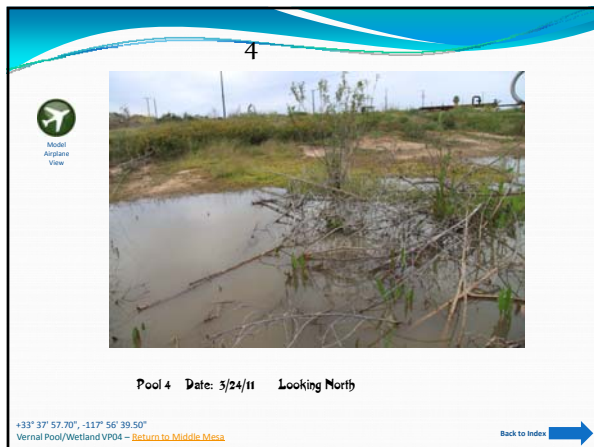 4
Model
Airplane
View
Pool 4 Date: 3/24/11 Looking North
+33° 37' 57.70", -117° 56' 39.50"
Vernal Pool/Wetland VP04 – Return to Middle Mesa
Back to Index